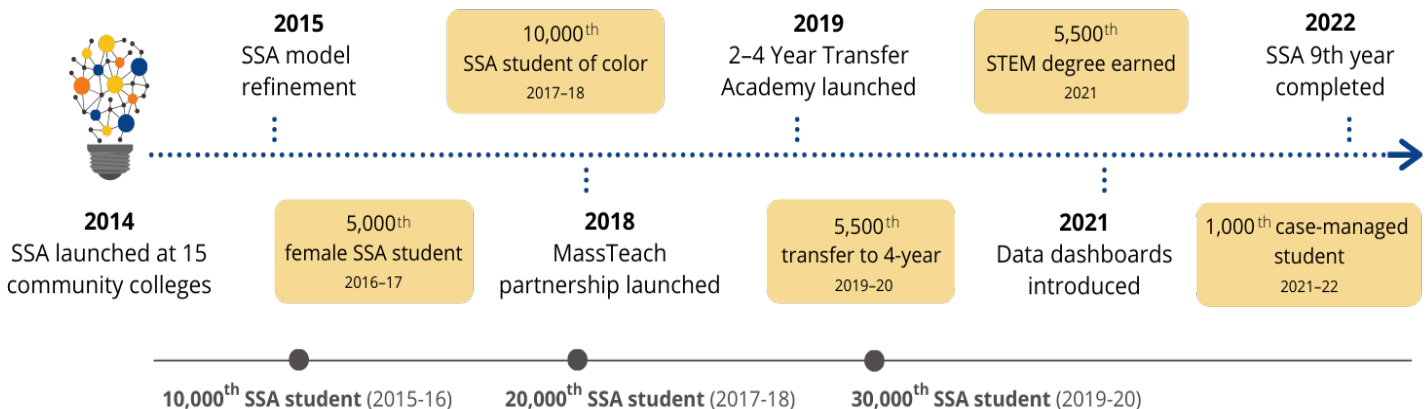 2015
SSA model
refinement
10,000th
SSA student of color
2017–18
2019
2–4 Year Transfer
Academy launched
5,500th
STEM degree earned
2021
2022
SSA 9th year
completed
2014
SSA launched at 15
community colleges
5,000th
female SSA student
2016–17
2018
MassTeach
partnership launched
5,500th
transfer to 4-year
2019–20
2021
Data dashboards
introduced
1,000th case-managed
student
2021–22
10,000th SSA student (2015-16)
20,000th SSA student (2017-18)
30,000th SSA student (2019-20)